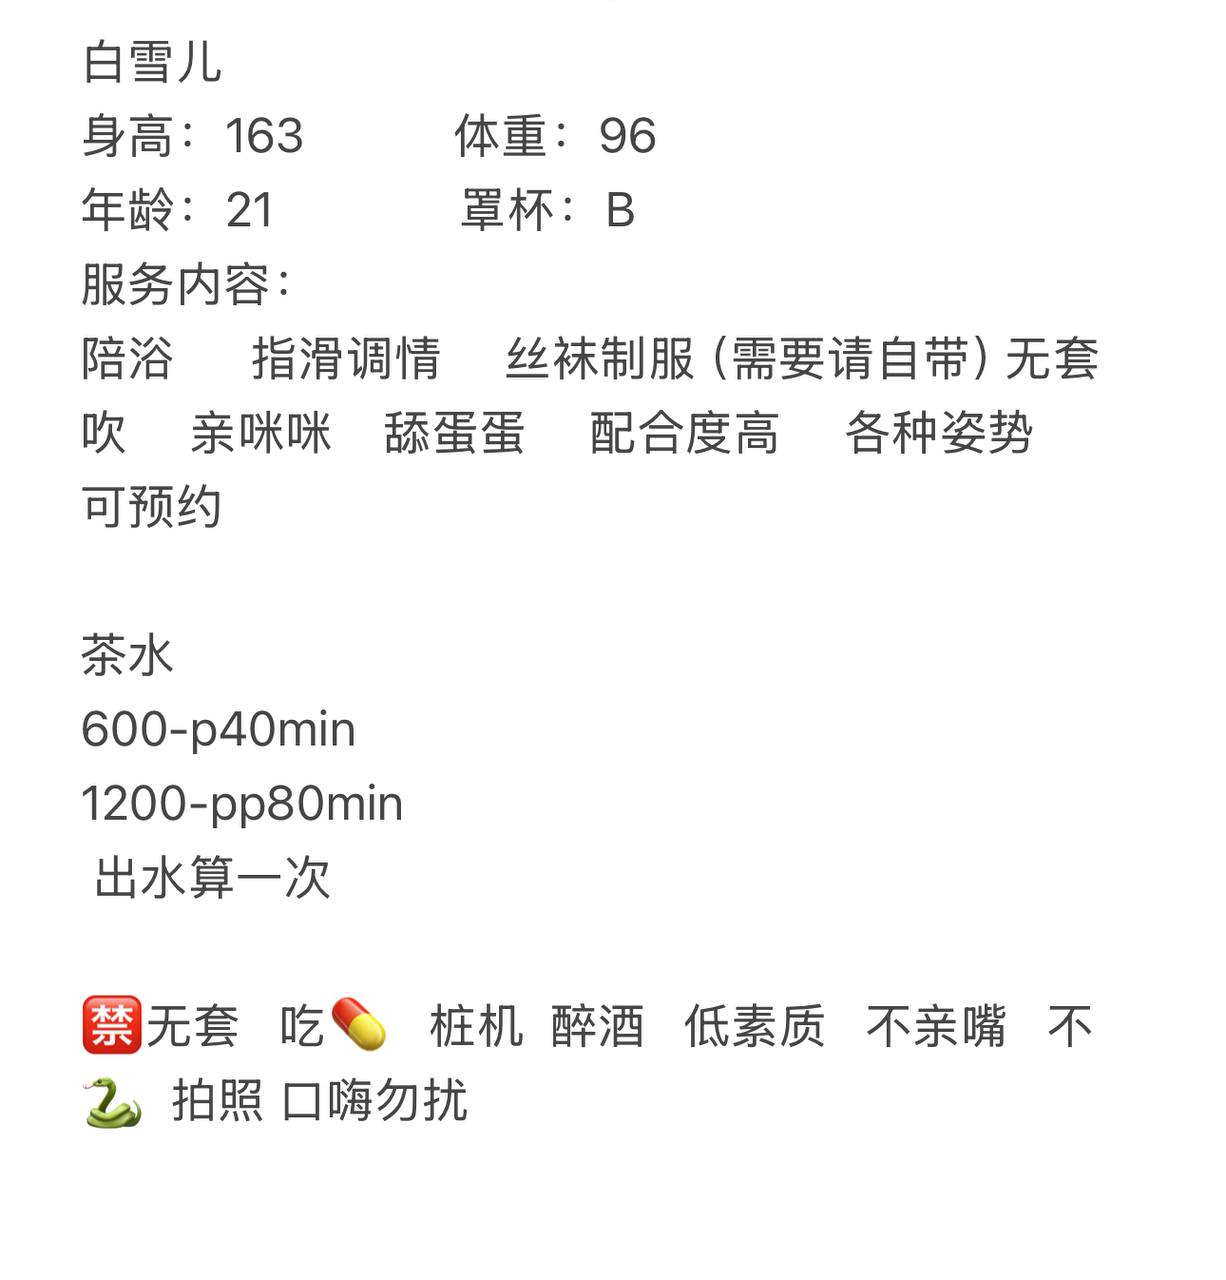 白雪儿
身高：163 体重：96
年龄：21 罩杯：B
服务内容：
陪浴 指滑调情 丝袜制服（需要请自带）无套
吹 亲咪咪 舔蛋蛋 配合度高 各种姿势
可预约
茶水
600-p40min
1200-pp80min
出水算一次
🈲无套 吃💊 桩机 醉酒 低素质 不亲嘴 不
🐍 拍照 口嗨勿扰